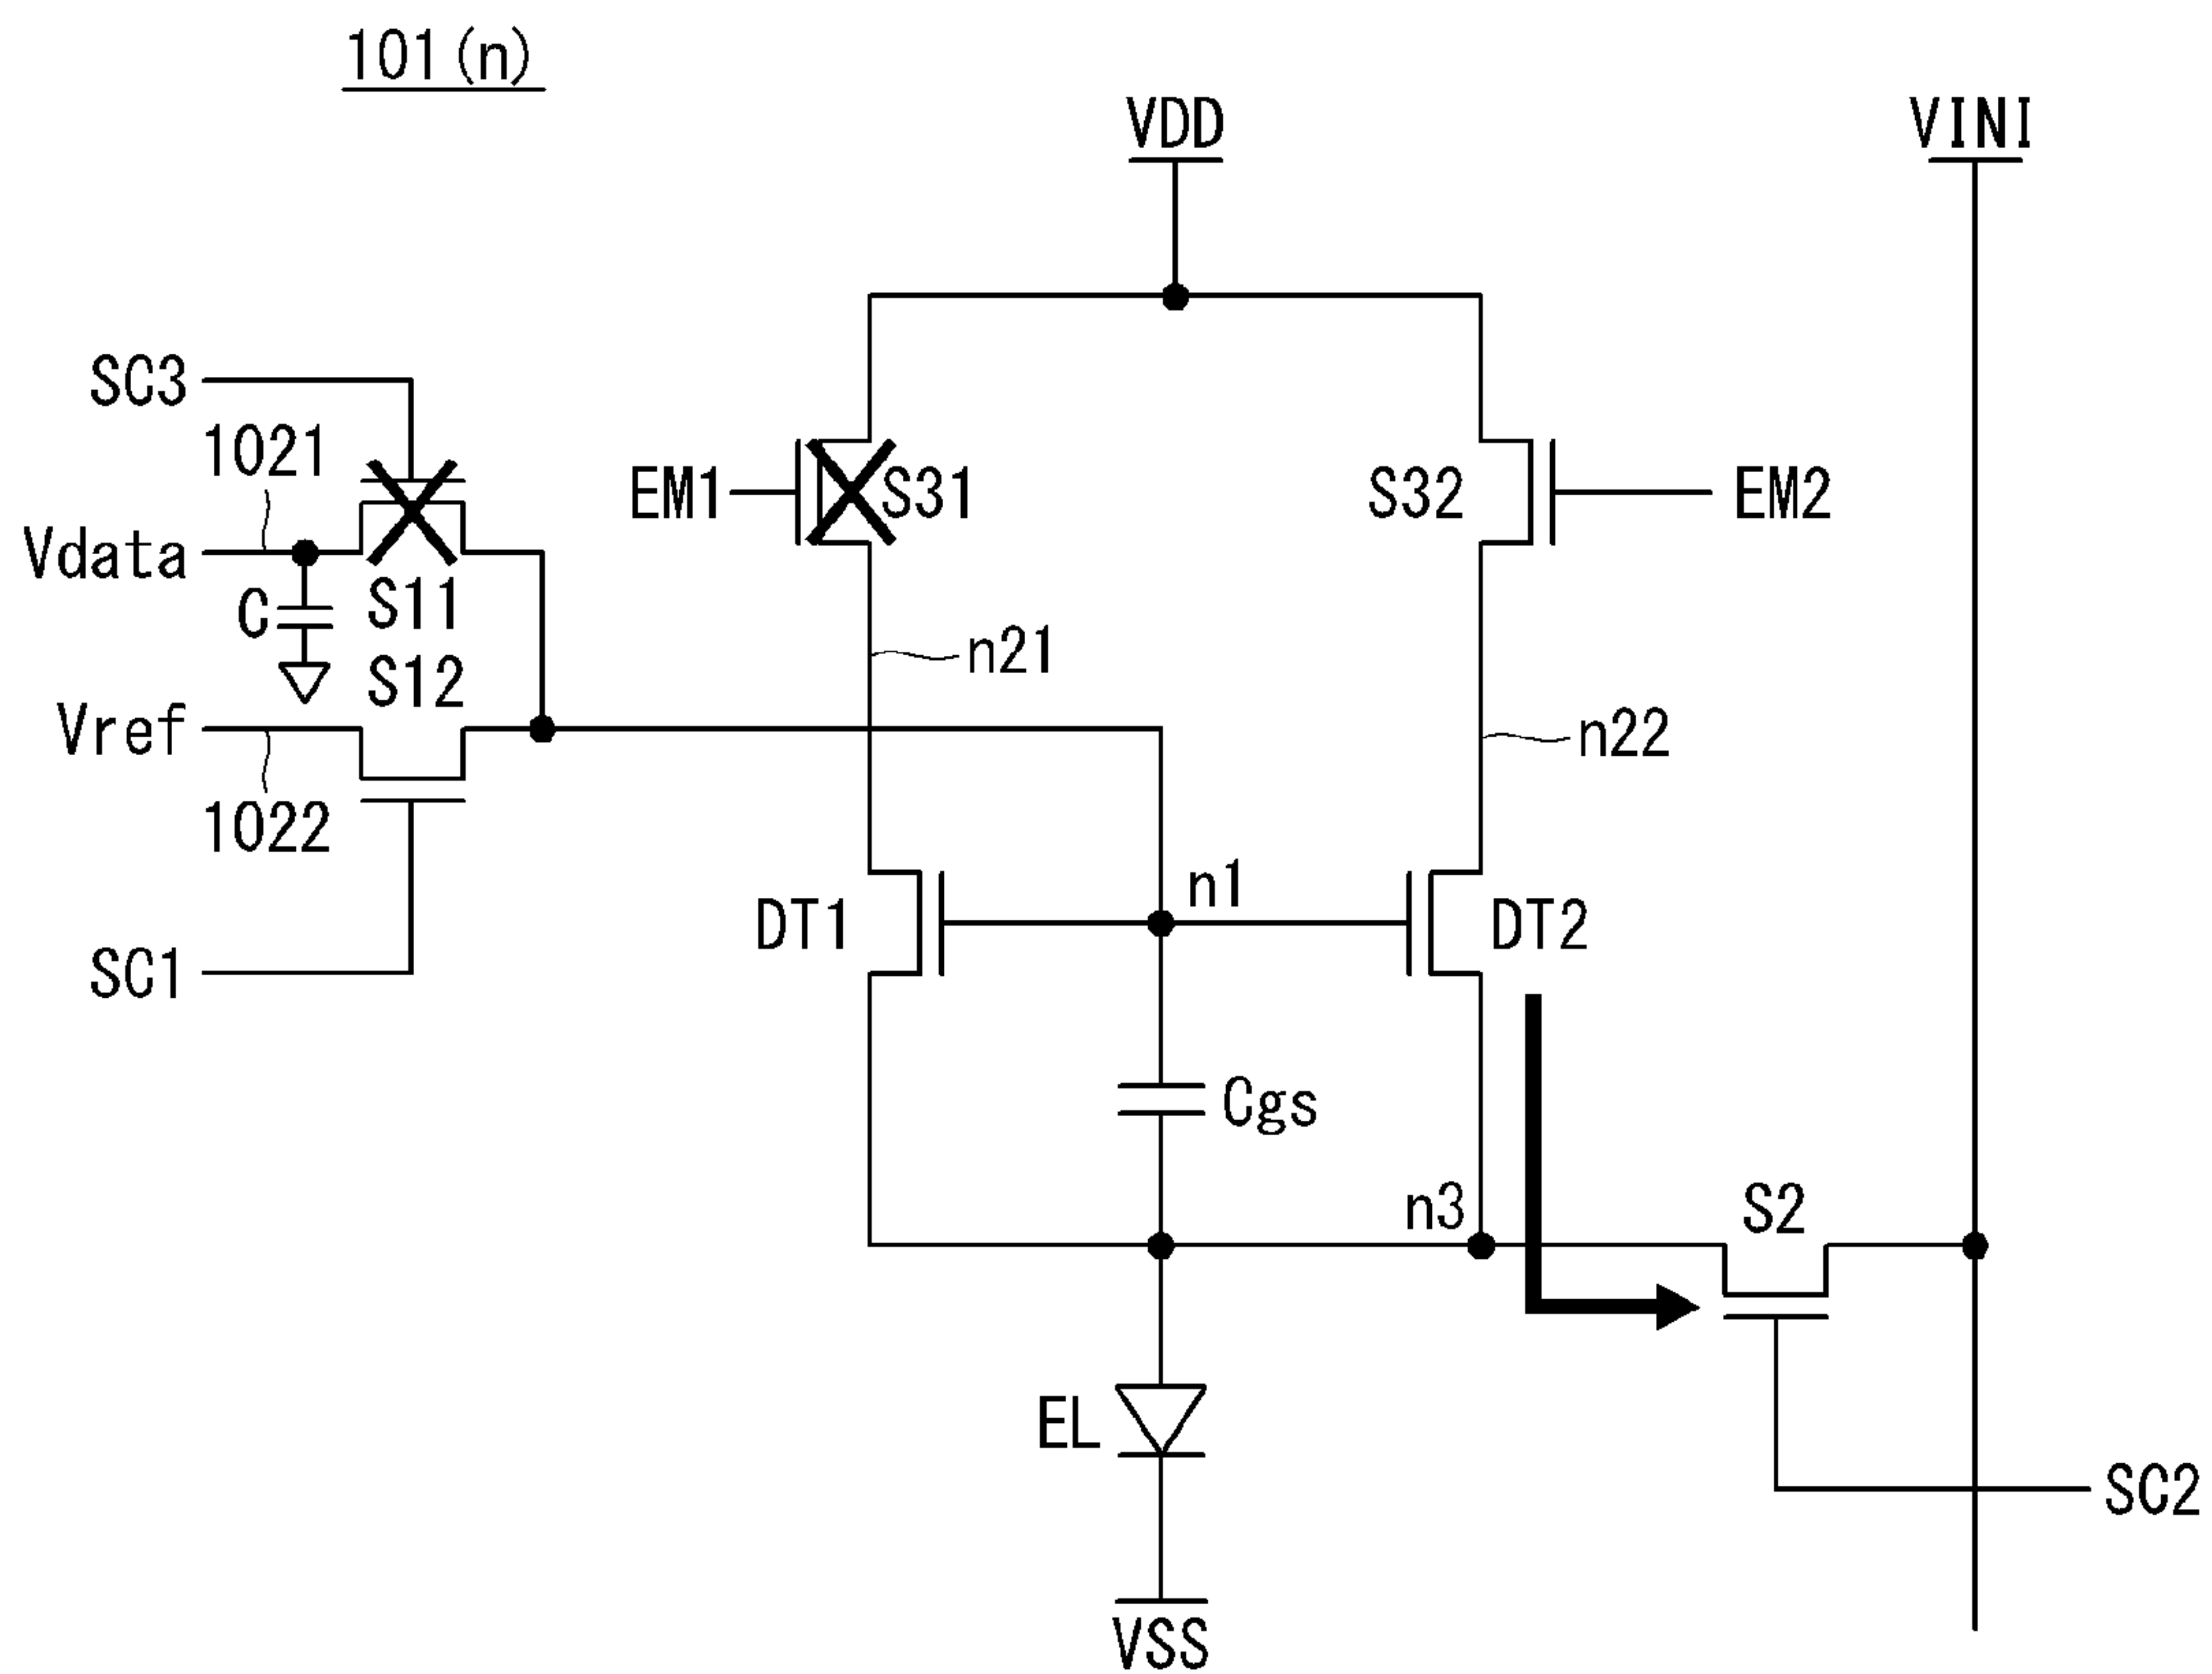 101(n)
VDD
VINI
SC3
1021
EM1
S31
S32
EM2
Vdata
C
S11
S12
n21
Vref
n22
1022
n1
DT1
DT2
SC1
Cgs
n3
S2
EL
SC2
VSS